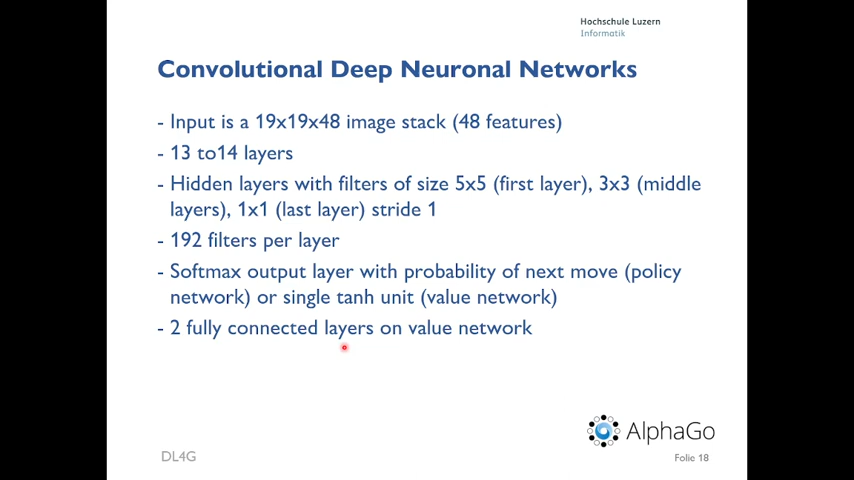 Hochschule Luzern
Informatik
Convolutional Deep Neuronal Networks
- Input is a 19x19x48 image stack (48 features)
- 13 to14 layers
- Hidden layers with filters of size 5x5 (first layer), 3x3 (middle
layers), 1x1 (last layer) stride 1
- 192 filters per layer
- Softmax output layer with probability of next move (policy
network) or single tanh unit (value network)
- 2 fully connected layers on value network
AlphaGo
DL4G
Folie 18